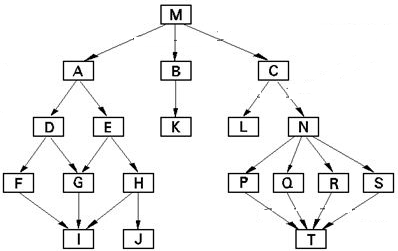 M
A B C
D E K L N
F G H P Q R S
I J T